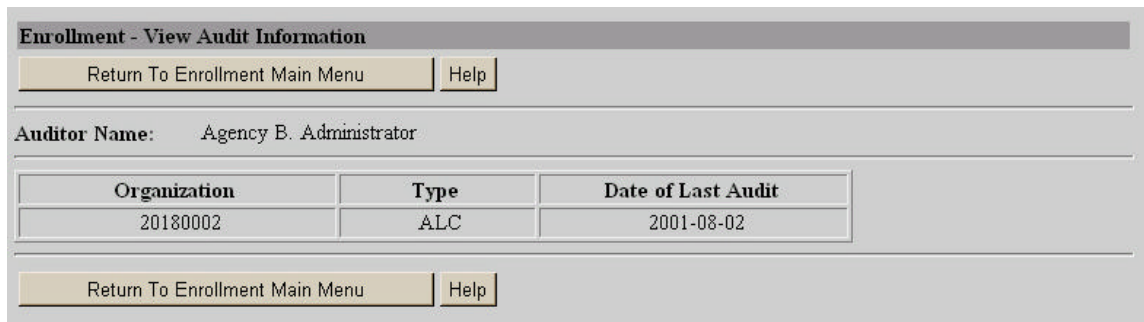 Enrollment - View Audit Information
Return To Enrollment Main Menu Help
Auditor Name: Agency B. Administrator
Organization Type Date of Last Audit
20180002 ALC 2001-08-02
Return To Enrollment Main Menu Help